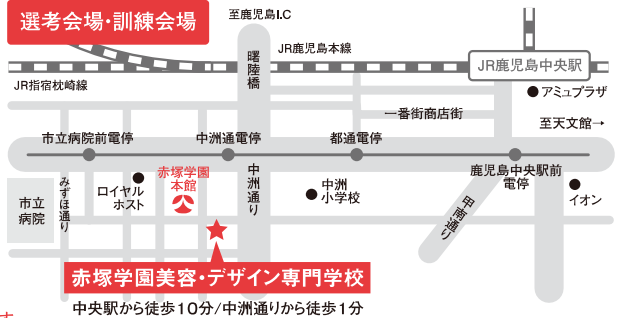 選考会場・訓練会場
至鹿児島I.C
JR鹿児島本線
曙陸橋
JR鹿児島中央駅
JR指宿枕崎線
アミュプラザ
一番街商店街
至天文館→
市立病院前電停
中洲通電停
都通電停
鹿児島中央駅前
電停
赤塚学園
本館
中洲通り
みずほ通り
ロイヤル
ホスト
中洲
小学校
甲南通り
イオン
市立
病院
赤塚学園美容・デザイン専門学校
中央駅から徒歩10分/中洲通りから徒歩1分